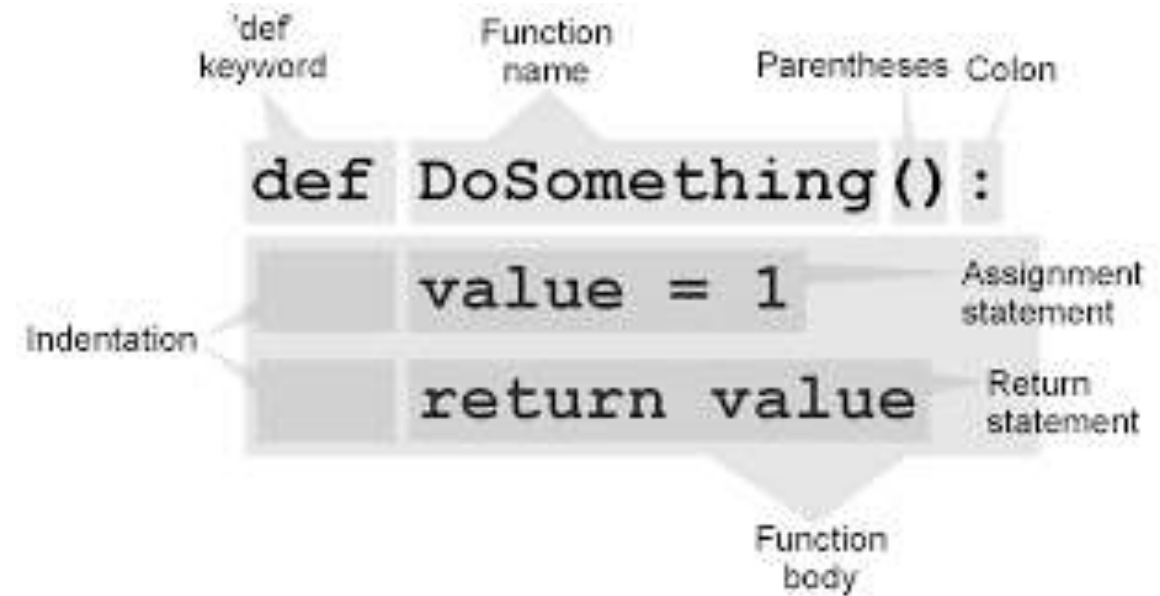 'def'
keyword
Function
name
Parentheses
Colon
def DoSomething():
value = 1
Assignment
statement
Indentation
return value
Return
statement
Function
body